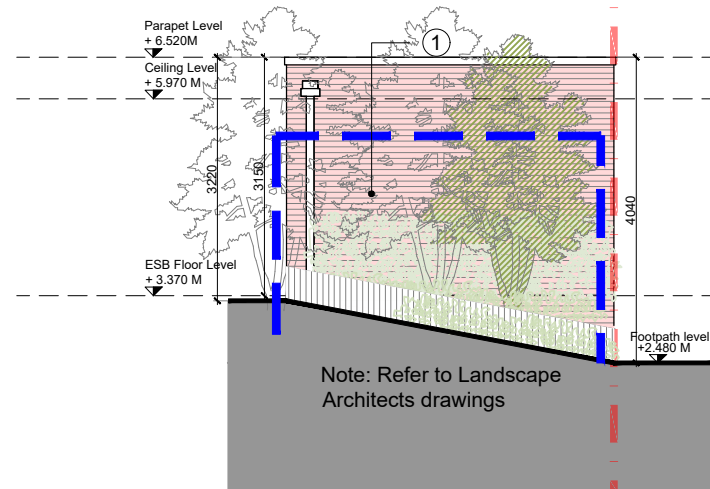 Parapet Level
+ 6.520M
1
Ceiling Level
+ 5.970 M
3220
3150
4040
ESB Floor Level
+ 3.370 M
Footpath level
+2.480 M
Note: Refer to Landscape
Architects drawings